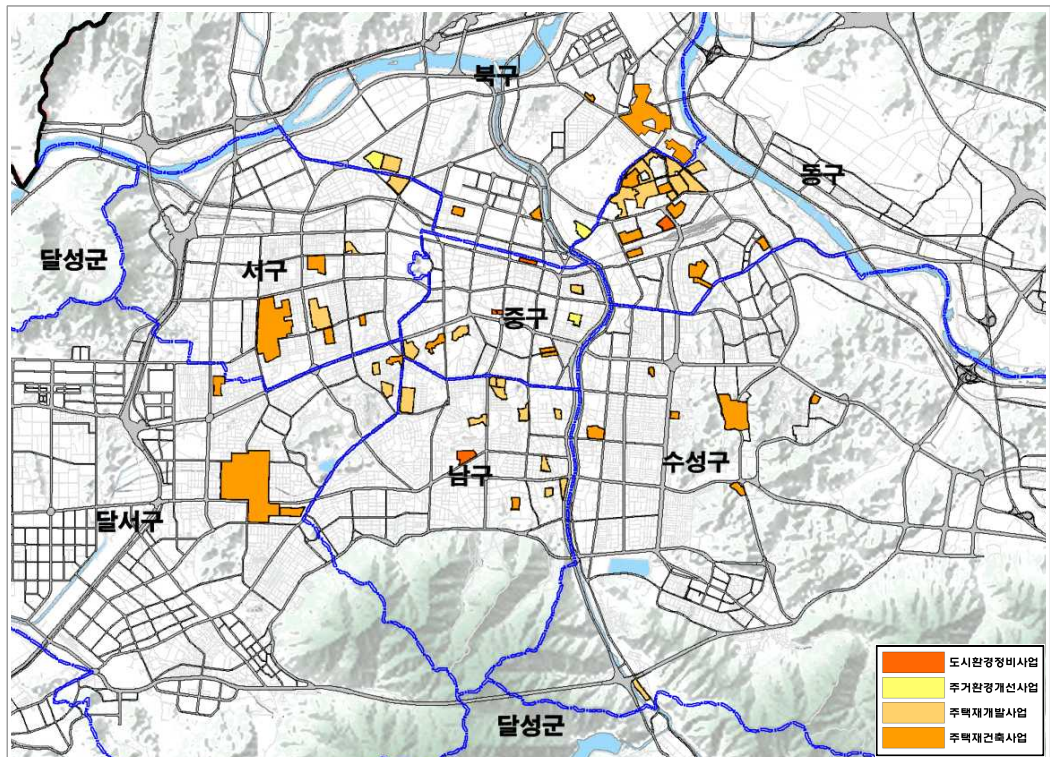 북구
동구
달성군
서구
중구
수성구
남구
달서구
달성군
도시환경정비사업
주거환경개선사업
주택재개발사업
주택재건축사업